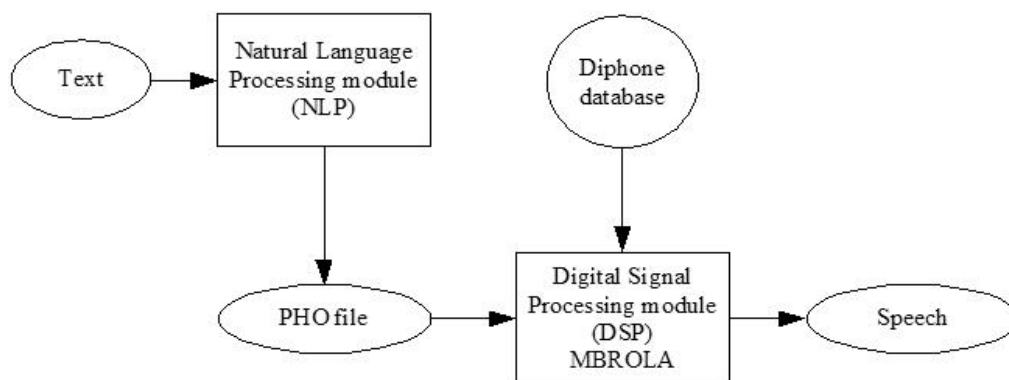 Text
Natural Language
Processing module
(NLP)
Diphone
database
PHO file
Digital Signal
Processing module
(DSP)
MBROLA
Speech